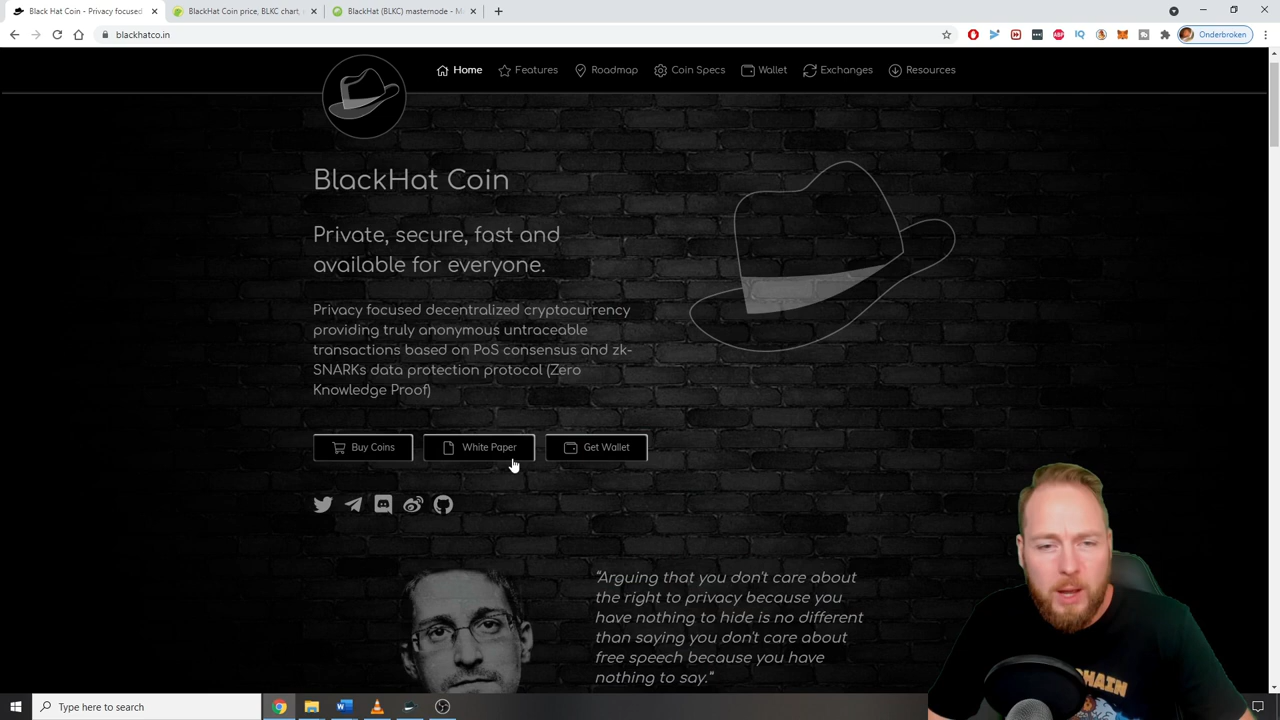 Black Hat Coin - Privacy focused
BlackHat Coin price, BLKC chart,
BlackHat (BLKC) masternode - M
blackhatco.in
ABP
IQ
Onderbroken
Home
Features
Roadmap
Coin Specs
Wallet
Exchanges
Resources
BlackHat Coin
Private, secure, fast and
available for everyone.
Privacy focused decentralized cryptocurrency
providing truly anonymous untraceable
transactions based on PoS consensus and zk-
SNARKs data protection protocol (Zero
Knowledge Proof)
Buy Coins
White Paper
Get Wallet
“Arguing that you don't care about
the right to privacy because you
have nothing to hide is no different
than saying you don't care about
free speech because you have
nothing to say.”
Type here to search